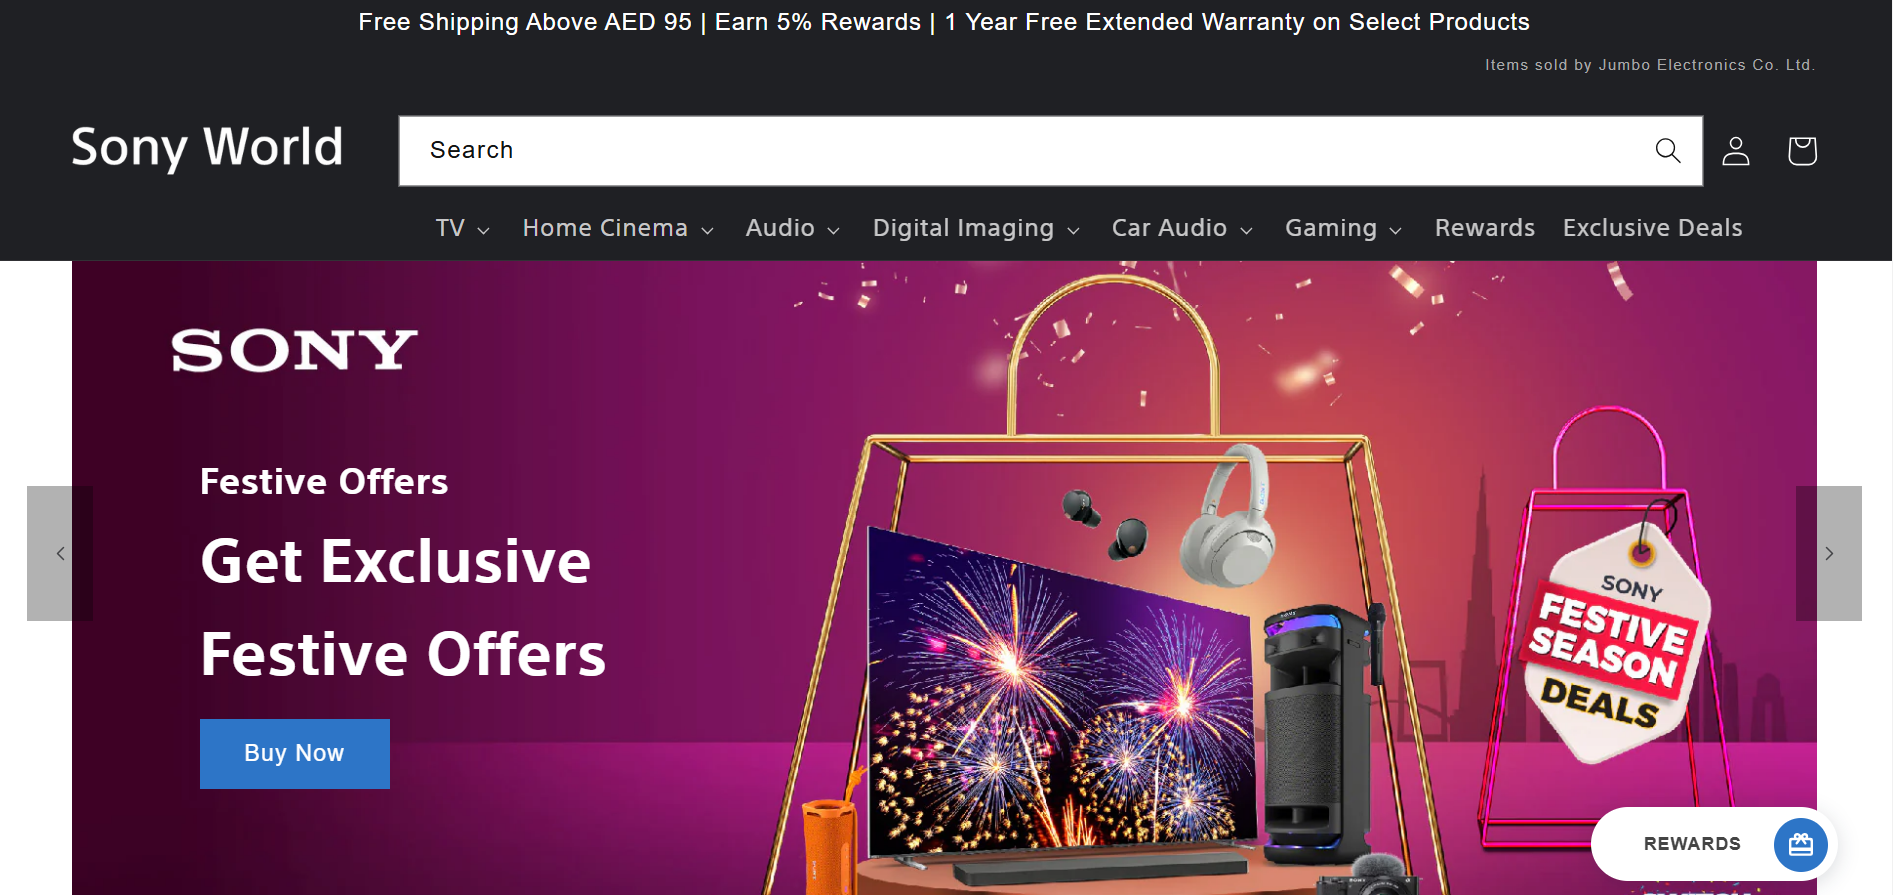 Free Shipping Above AED 95 | Earn 5% Rewards | 1 Year Free Extended Warranty on Select Products
Items sold by Jumbo Electronics Co. Ltd.
Sony World
Search
TV Home Cinema Audio Digital Imaging Car Audio Gaming Rewards Exclusive Deals
SONY
Festive Offers
Get Exclusive
Festive Offers
Buy Now
SONY
FESTIVE
SEASON
DEALS
REWARDS